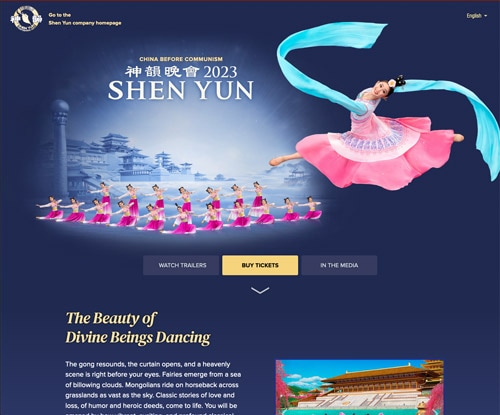 Go to the
Shen Yun company homepage
English
CHINA BEFORE COMMUNISM
神韻晚會 2023
SHEN YUN
WATCH TRAILERS
BUY TICKETS
IN THE MEDIA
The Beauty of
Divine Beings Dancing
The gong resounds, the curtain opens, and a heavenly
scene is right before your eyes. Fairies emerge from a sea
of billowing clouds. Mongolians ride on horseback across
grasslands as vast as the sky. Classic stories of love and
loss, of humor and heroic deeds, come to life. You will be